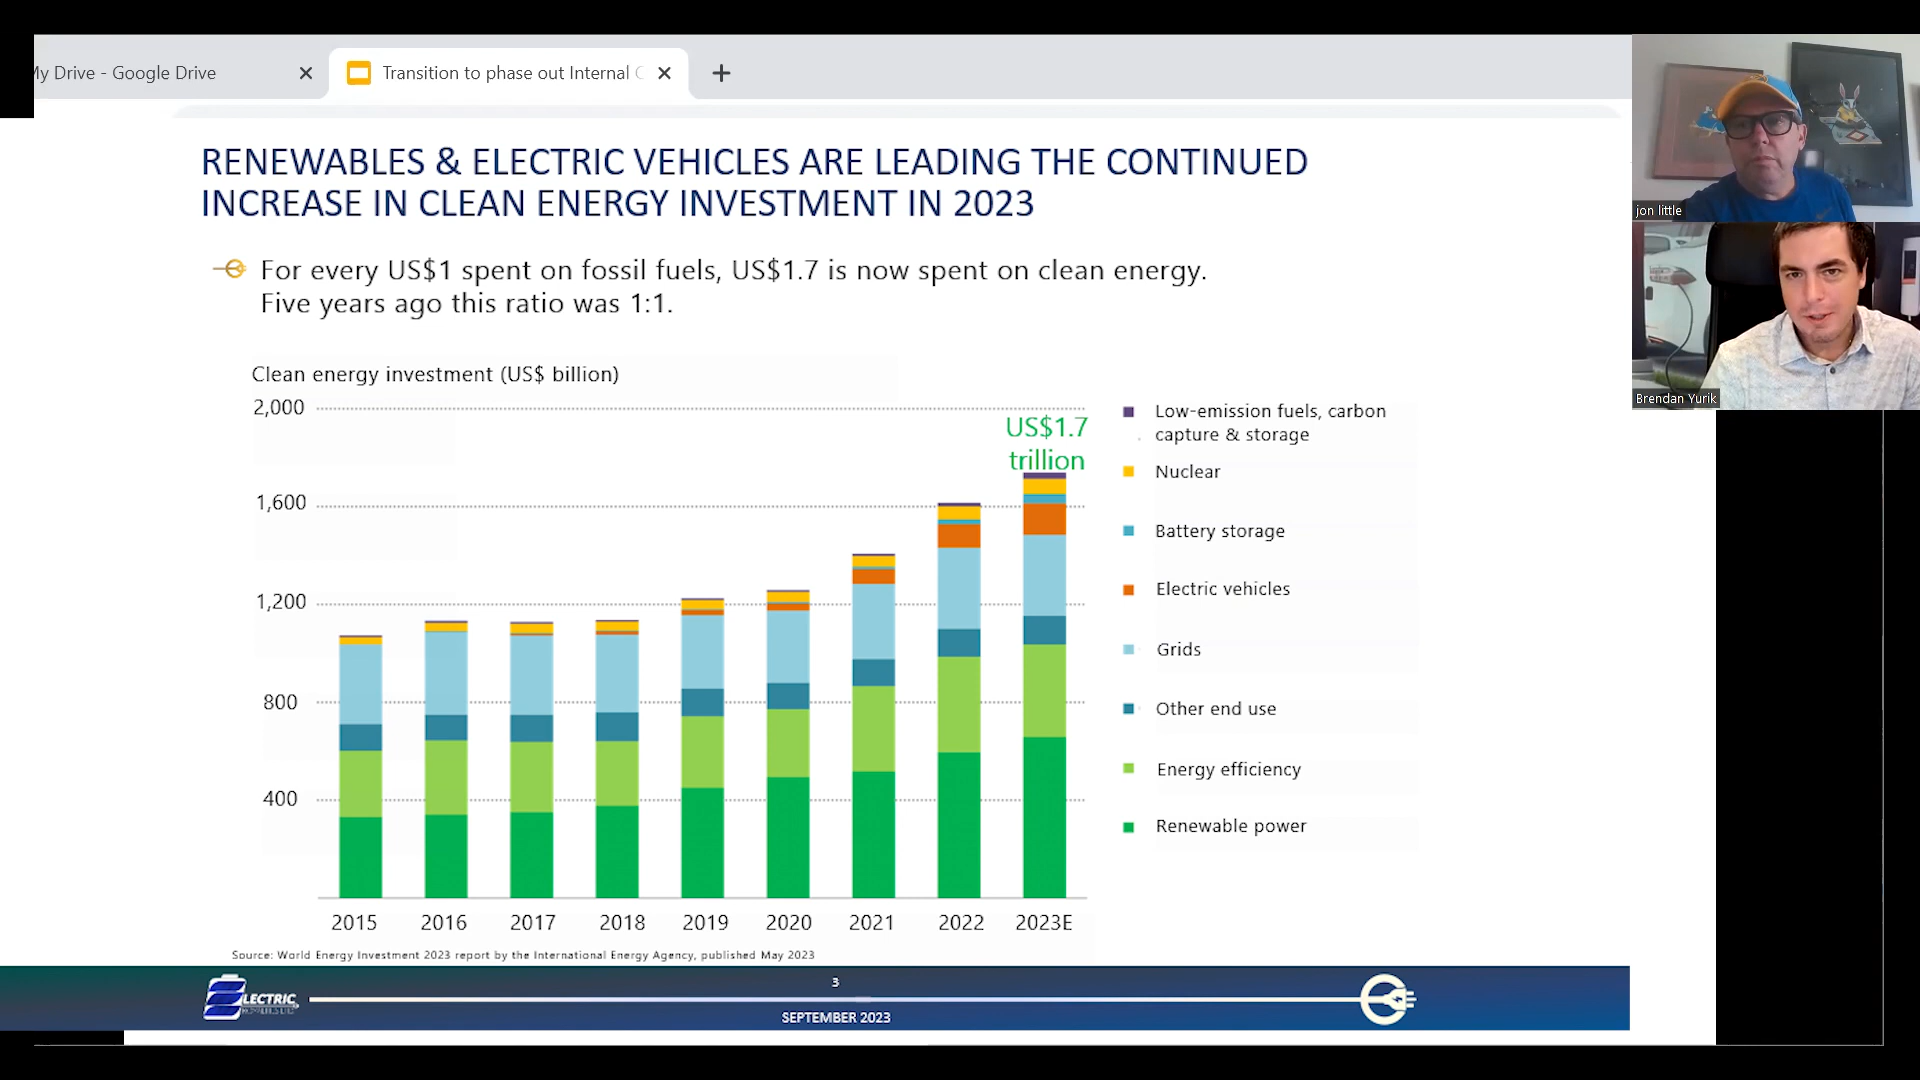 My Drive - Google Drive
Transition to phase out Internal
RENEWABLES & ELECTRIC VEHICLES ARE LEADING THE CONTINUED
INCREASE IN CLEAN ENERGY INVESTMENT IN 2023
For every US$1 spent on fossil fuels, US$1.7 is now spent on clean energy.
Five years ago this ratio was 1:1.
Clean energy investment (US$ billion)
2,000
1,600
1,200
800
400
US$1.7
trillion
2015 2016 2017 2018 2019 2020 2021 2022 2023E
Low-emission fuels, carbon
capture & storage
Nuclear
Battery storage
Electric vehicles
Grids
Other end use
Energy efficiency
Renewable power
Source: World Energy Investment 2023 report by the International Energy Agency, published May 2023
LECTRIC
3
SEPTEMBER 2023
jon little
Brendan Yurik